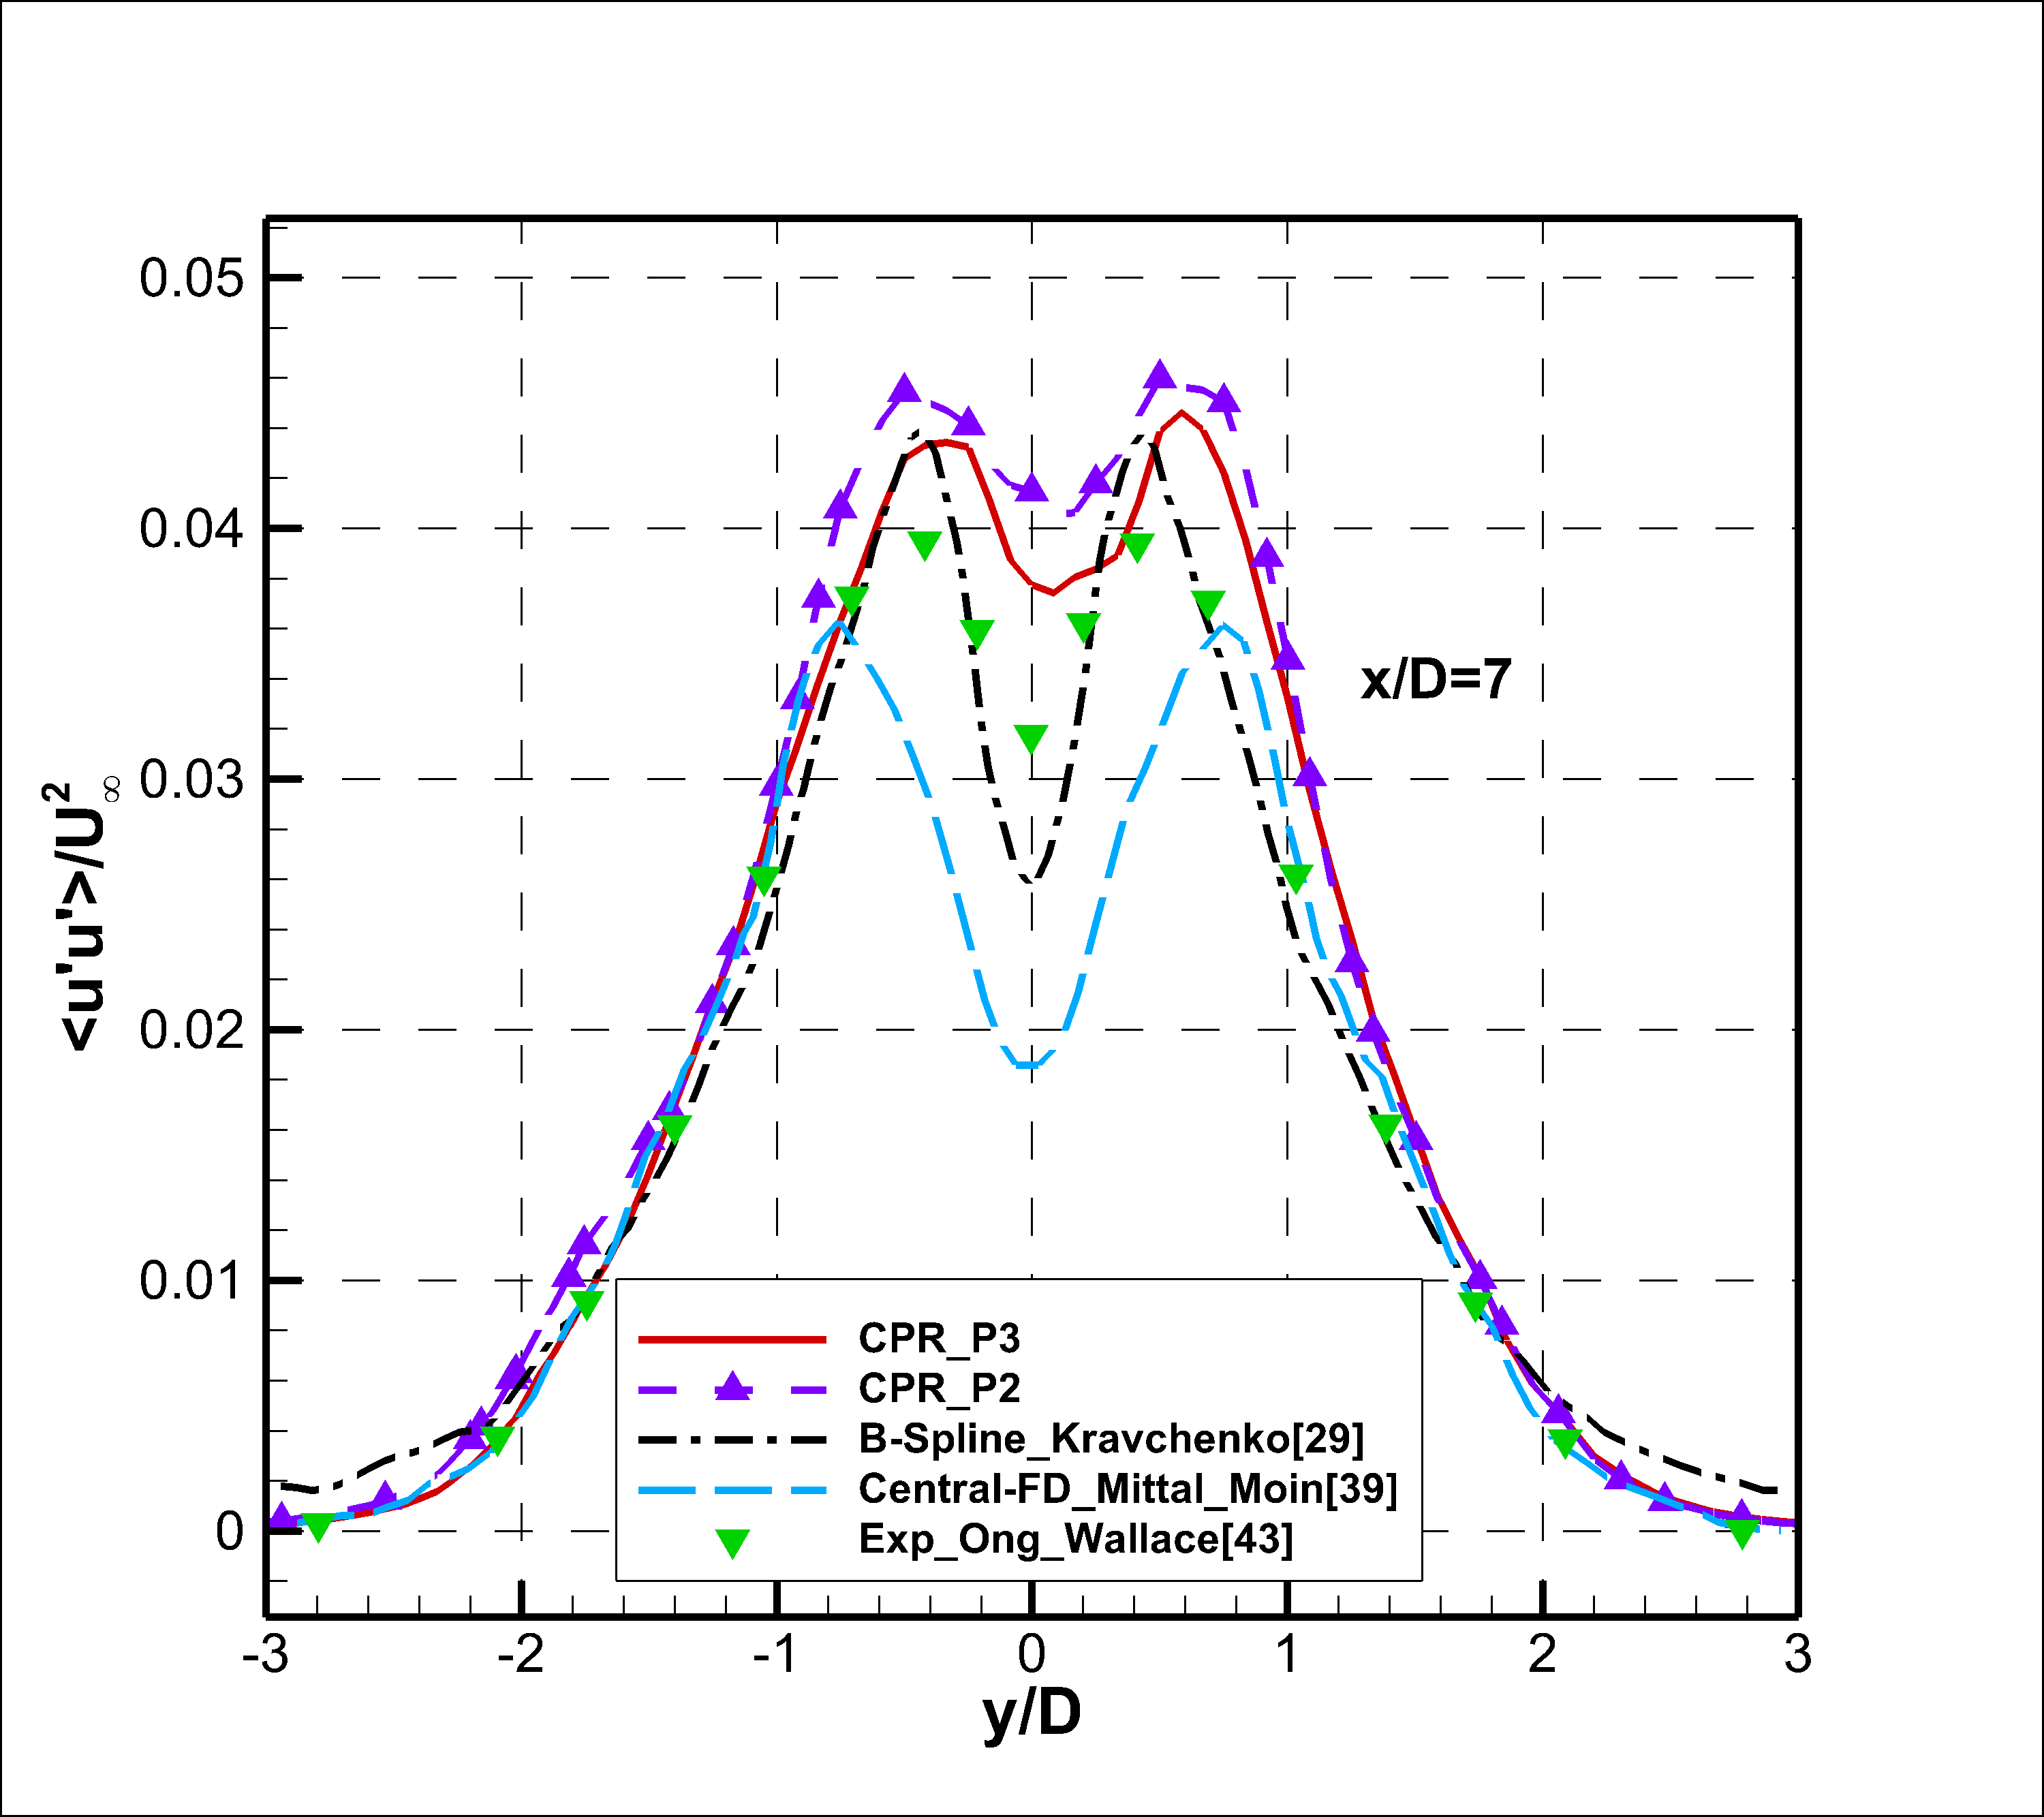 0.05
0.04
0.03
0.02
0.01
0
<u'u'>/U²∞
x/D=7
CPR_P3
CPR_P2
B-Spline_Kravchenko[29]
Central-FD_Mittal_Moin[39]
Exp_Ong_Wallace[43]
-3 -2 -1 0 1 2 3
y/D